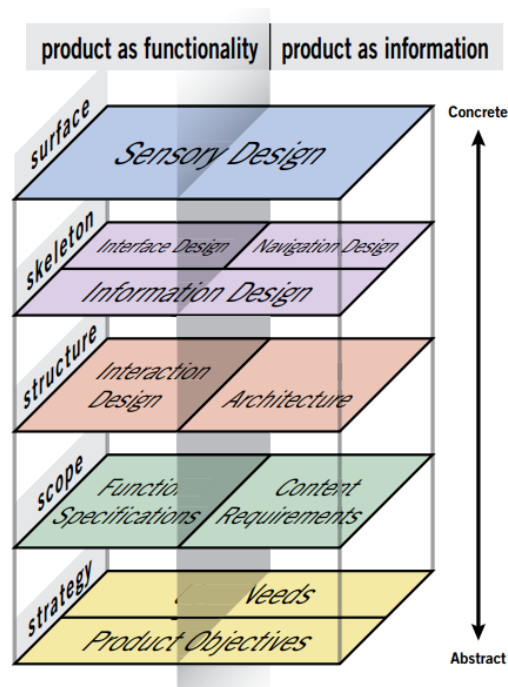 product as functionality
product as information
Concrete
surface
Sensory Design
skeleton
Interface Design
Navigation Design
Information Design
structure
Interaction
Design
Architecture
scope
Specifications
Content
Requirements
strategy
Needs
Product Objectives
Abstract